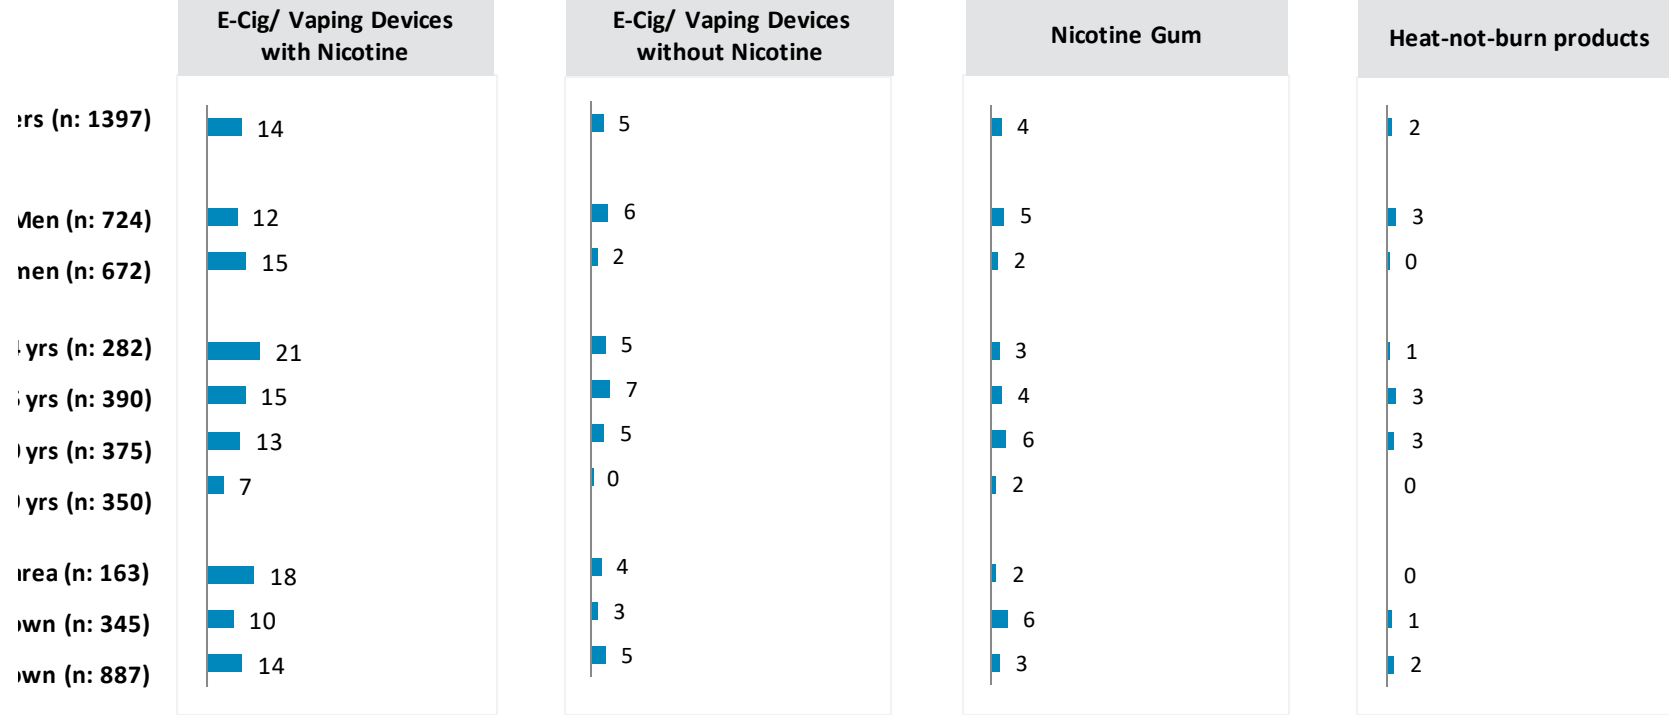 E-Cig/ Vaping Devices
with Nicotine
E-Cig/ Vaping Devices
without Nicotine
Nicotine Gum
Heat-not-burn products
(n: 1397) 14 5 4 2
Men (n: 724) 12 6 5 3
(n: 672) 15 2 2 0
yrs (n: 282) 21 5 3 1
yrs (n: 390) 15 7 4 3
yrs (n: 375) 13 5 6 3
yrs (n: 350) 7 0 2 0
(n: 163) 18 4 2 0
(n: 345) 10 3 6 1
(n: 887) 14 5 3 2